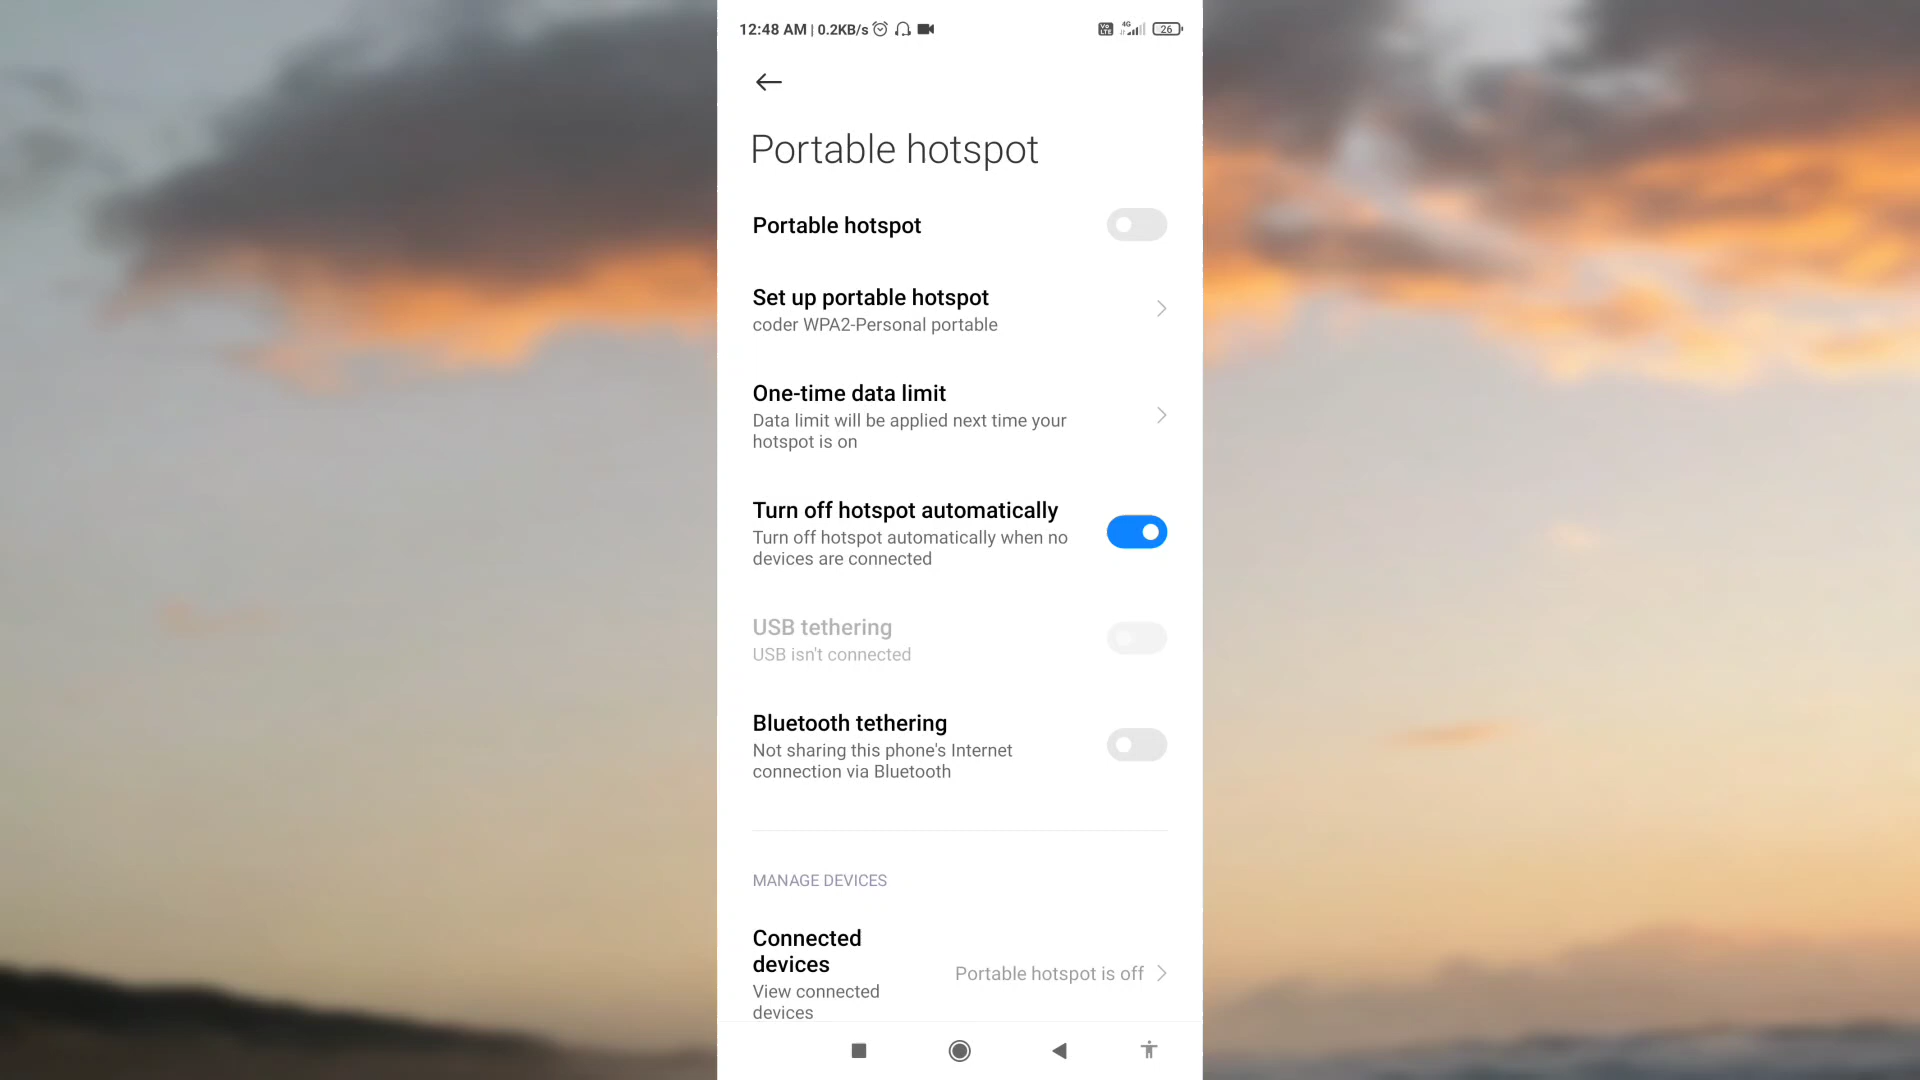 12:48 AM | 0.2KB/s
Vo LTE 4G 26
Portable hotspot
Portable hotspot
Set up portable hotspot
coder WPA2-Personal portable
One-time data limit
Data limit will be applied next time your
hotspot is on
Turn off hotspot automatically
Turn off hotspot automatically when no
devices are connected
USB tethering
USB isn't connected
Bluetooth tethering
Not sharing this phone's Internet
connection via Bluetooth
MANAGE DEVICES
Connected
devices
Portable hotspot is off
View connected
devices